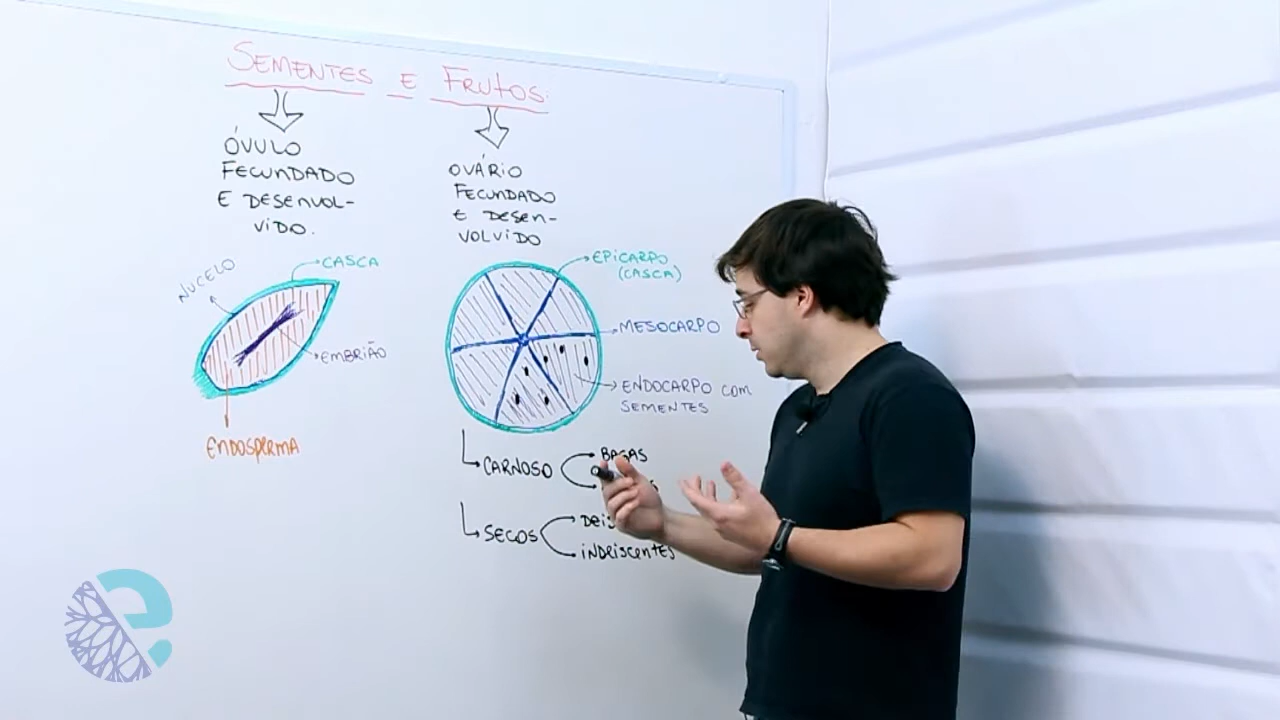 SEMENTES E FRUTOS:
ÓVULO
FECUNDADO
E DESENVOL-
VIDO.
OVÁRIO
FECUNDADO
E DESEN-
VOLVIDO
NUCELO
CASCA
EMBRIÃO
ENDOSPERMA
EPICARPO
(CASCA)
MESOCARPO
ENDOCARPO COM
SEMENTES
CARNOSO
BAGAS
SECOS
INDEISCENTES